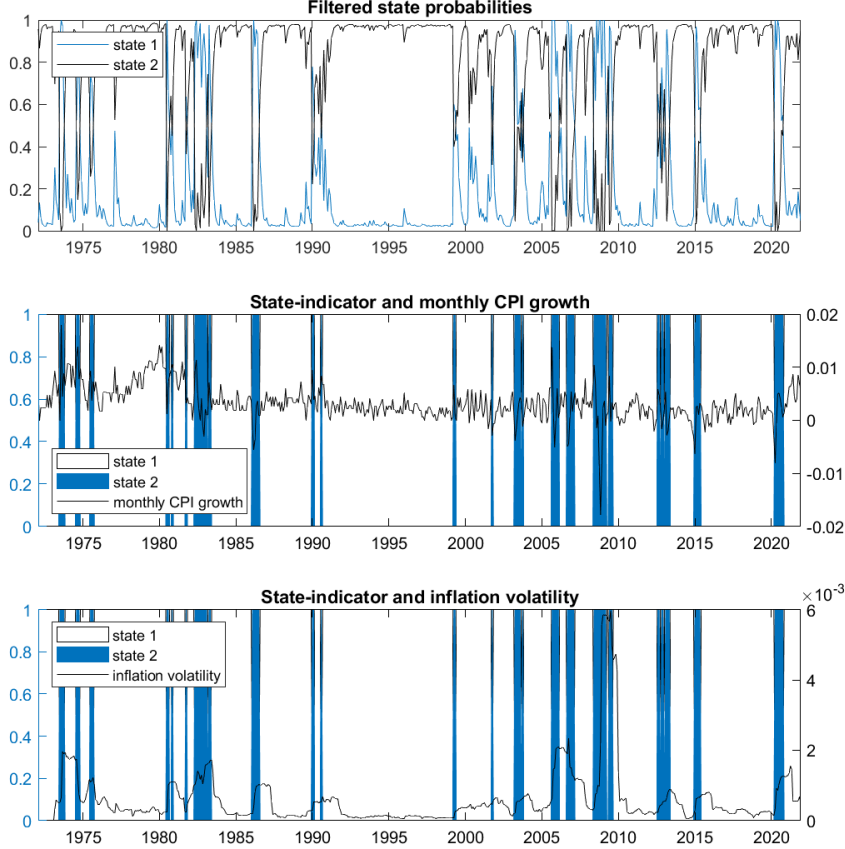 Filtered state probabilities
1
0.8
0.6
0.4
0.2
0
state 1
state 2
1975 1980 1985 1990 1995 2000 2005 2010 2015 2020
State-indicator and monthly CPI growth
1
0.8
0.6
0.4
0.2
0
0.02
0.01
0
-0.01
-0.02
state 1
state 2
monthly CPI growth
1975 1980 1985 1990 1995 2000 2005 2010 2015 2020
State-indicator and inflation volatility
×10⁻³
1
0.8
0.6
0.4
0.2
0
6
4
2
0
state 1
state 2
inflation volatility
1975 1980 1985 1990 1995 2000 2005 2010 2015 2020